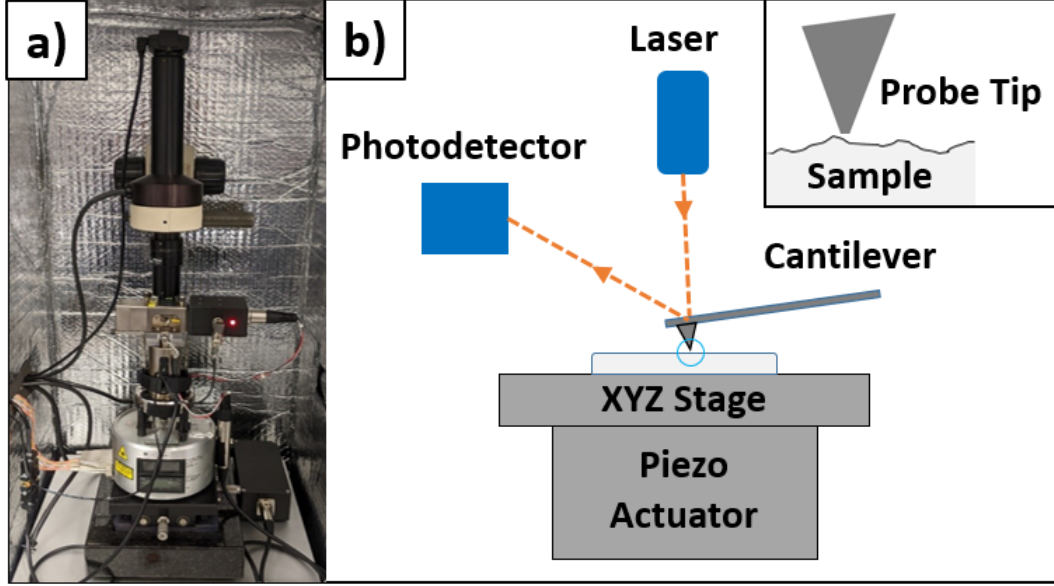 a)
b)
Laser
Photodetector
Probe Tip
Sample
Cantilever
XYZ Stage
Piezo
Actuator